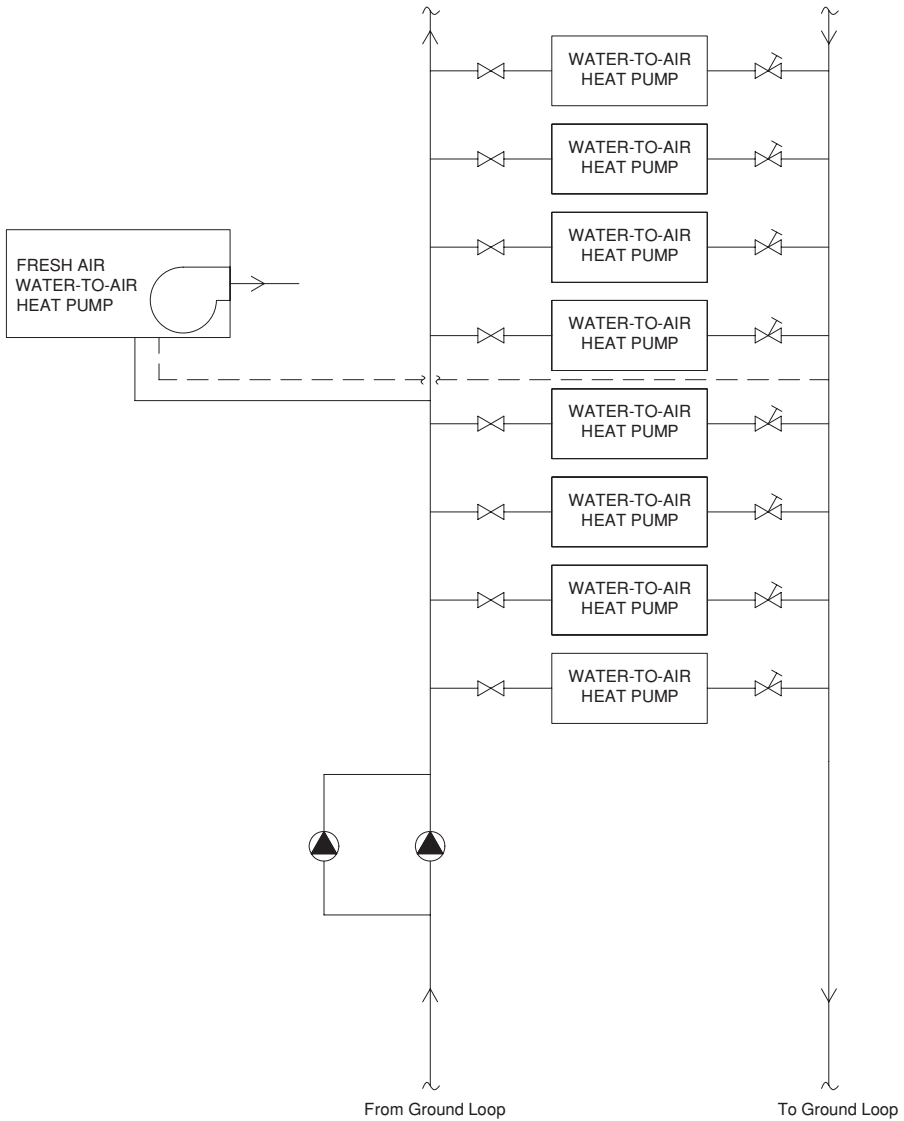 WATER-TO-AIR
HEAT PUMP
WATER-TO-AIR
HEAT PUMP
WATER-TO-AIR
HEAT PUMP
FRESH AIR
WATER-TO-AIR
HEAT PUMP
WATER-TO-AIR
HEAT PUMP
WATER-TO-AIR
HEAT PUMP
WATER-TO-AIR
HEAT PUMP
WATER-TO-AIR
HEAT PUMP
WATER-TO-AIR
HEAT PUMP
From Ground Loop
To Ground Loop